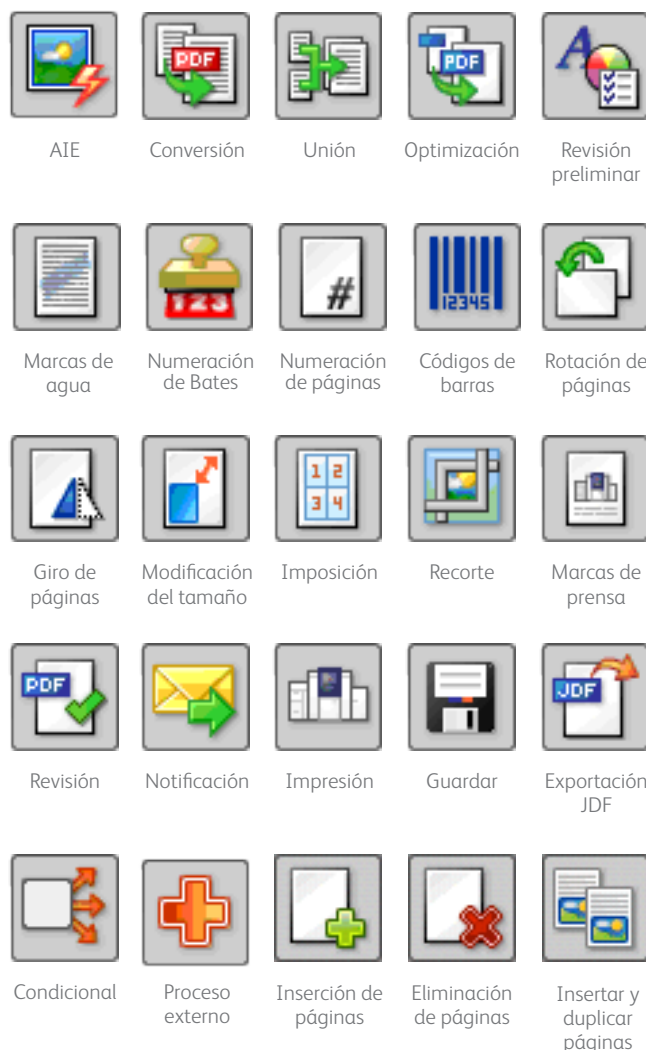 PDF
PDF
A
AIE
Conversión
Unión
Optimización
Revisión
preliminar
123
#
12345
Marcas de
agua
Numeración
de Bates
Numeración
de páginas
Códigos de
barras
Rotación de
páginas
1 2
3 4
Giro de
páginas
Modificación
del tamaño
Imposición
Recorte
Marcas de
prensa
PDF
JDF
Revisión
Notificación
Impresión
Guardar
Exportación
JDF
Condicional
Proceso
externo
Inserción de
páginas
Eliminación
de páginas
Insertar y
duplicar
páginas